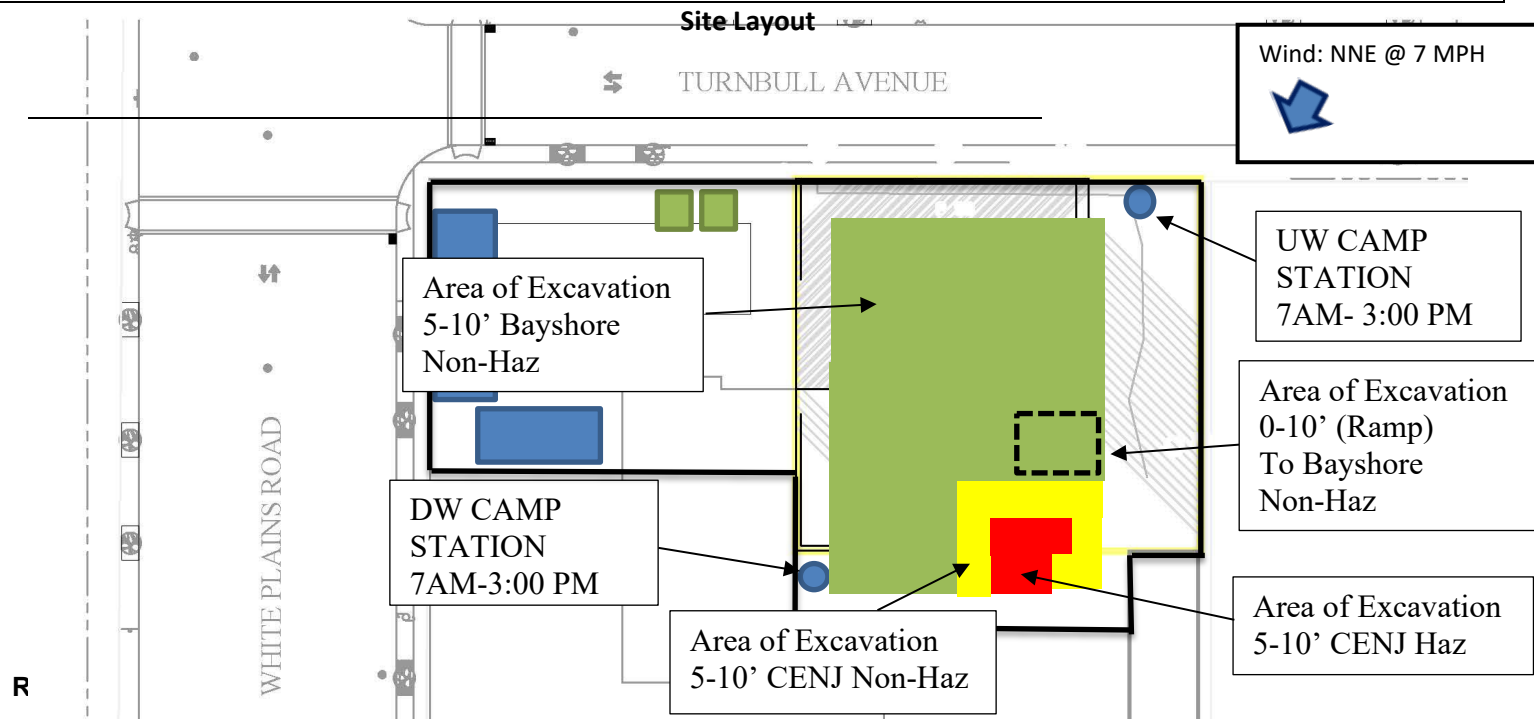 Site Layout
Wind: NNE @ 7 MPH
TURNBULL AVENUE
UW CAMP
STATION
7AM- 3:00 PM
Area of Excavation
5-10’ Bayshore
Non-Haz
Area of Excavation
0-10’ (Ramp)
To Bayshore
Non-Haz
WHITE PLAINS ROAD
DW CAMP
STATION
7AM-3:00 PM
Area of Excavation
5-10’ CENJ Haz
Area of Excavation
5-10’ CENJ Non-Haz
R